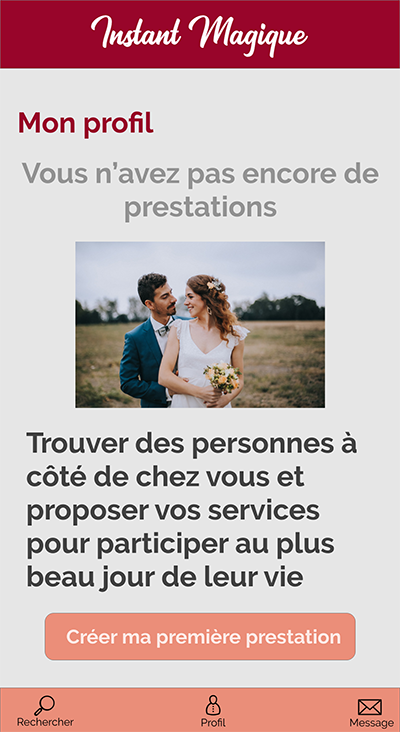 Instant Magique
Mon profil
Vous n’avez pas encore de
prestations
Trouver des personnes à
côté de chez vous et
proposer vos services
pour participer au plus
beau jour de leur vie
Créer ma première prestation
Rechercher
Profil
Message